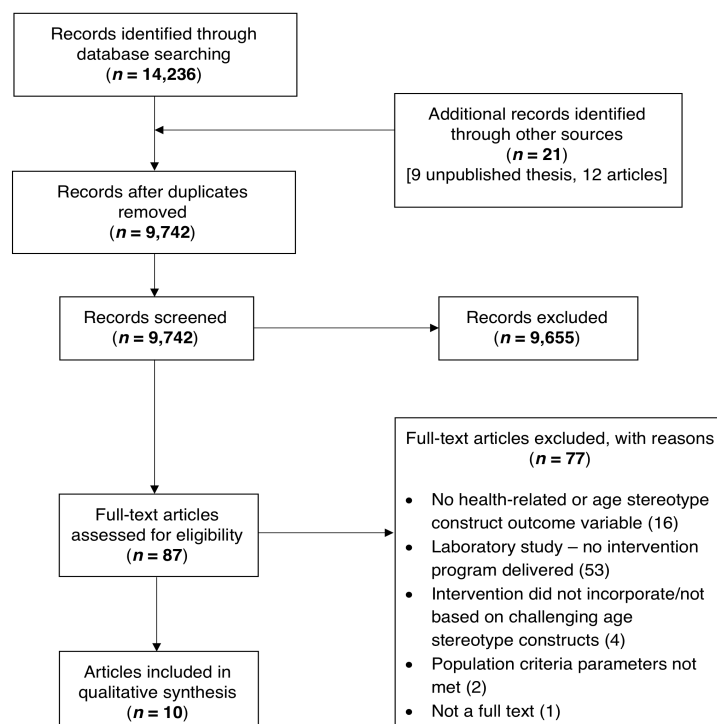 Records identified through
database searching
(n = 14,236)
Additional records identified
through other sources
(n = 21)
[9 unpublished thesis, 12 articles]
Records after duplicates
removed
(n = 9,742)
Records screened
(n = 9,742)
Records excluded
(n = 9,655)
Full-text articles
assessed for eligibility
(n = 87)
Full-text articles excluded, with reasons
(n = 77)
• No health-related or age stereotype
construct outcome variable (16)
• Laboratory study – no intervention
program delivered (53)
• Intervention did not incorporate/not
based on challenging age
stereotype constructs (4)
• Population criteria parameters not
met (2)
• Not a full text (1)
Articles included in
qualitative synthesis
(n = 10)